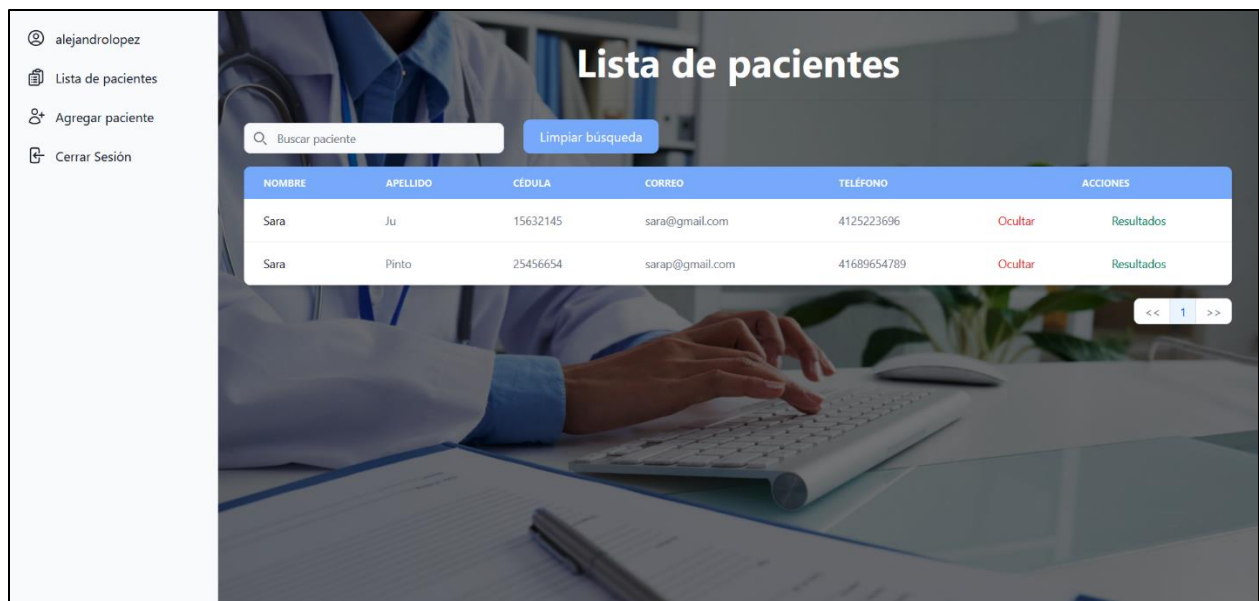 alejandrolopez
Lista de pacientes
Agregar paciente
Cerrar Sesión
Lista de pacientes
Buscar paciente
Limpiar búsqueda
NOMBRE APELLIDO CÉDULA CORREO TELÉFONO ACCIONES
Sara Ju 15632145 sara@gmail.com 4125223696 Ocultar Resultados
Sara Pinto 25456654 sarap@gmail.com 41689654789 Ocultar Resultados
<< 1 >>